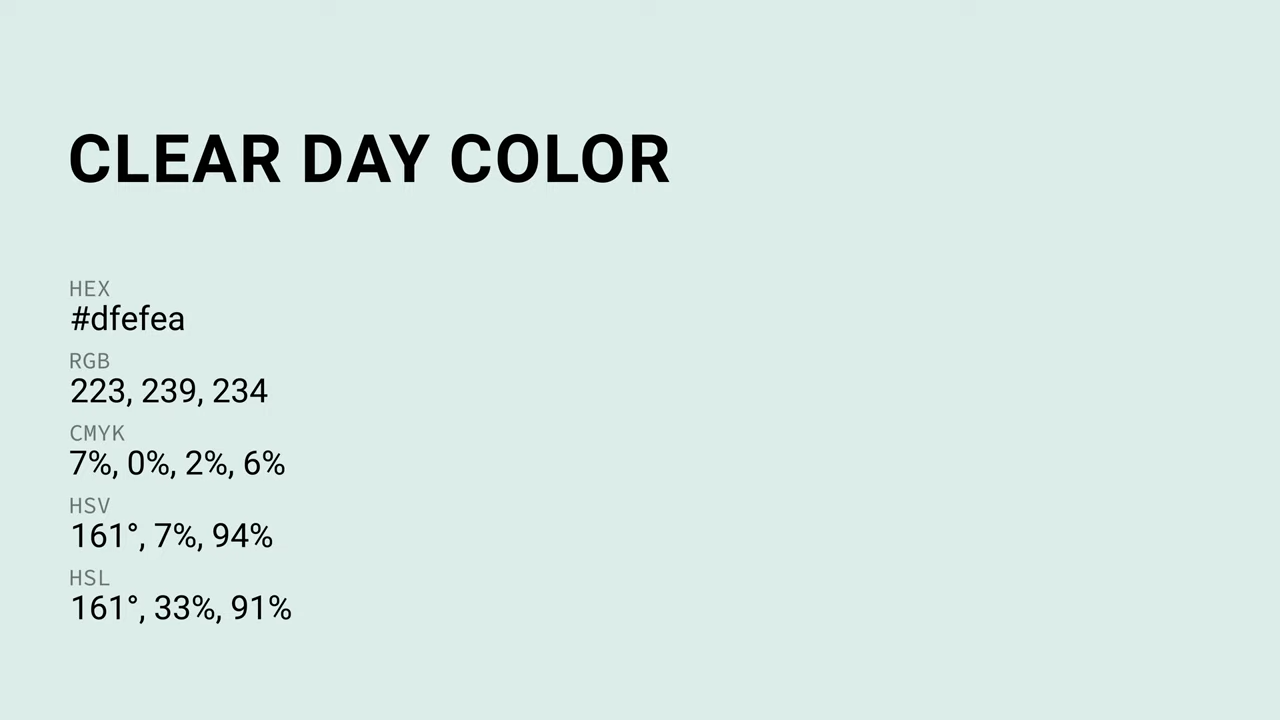 CLEAR DAY COLOR
HEX
#dfefea
RGB
223, 239, 234
CMYK
7%, 0%, 2%, 6%
HSV
161°, 7%, 94%
HSL
161°, 33%, 91%